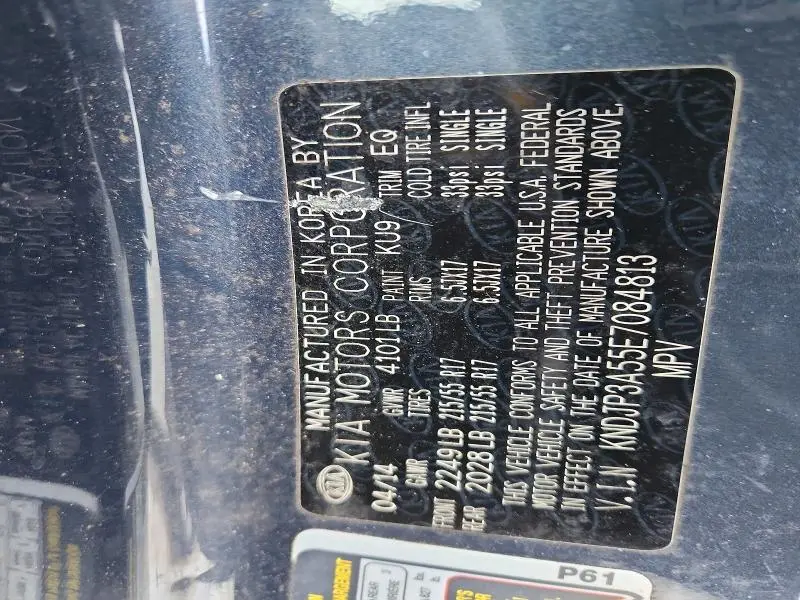 MANUFACTURED IN KOREA BY
KIA MOTORS CORPORATION
04/14 GVWR 4101LB PAINT KU9 TRIM EQ
GAWR TIRES RIMS COLD TIRE INFL
FRONT 2249LB 215/55 R17 6.5JX17 33psi SINGLE
REAR 2028LB 215/55 R17 6.5JX17 33psi SINGLE
THIS VEHICLE CONFORMS TO ALL APPLICABLE U.S.A. FEDERAL
MOTOR VEHICLE SAFETY AND THEFT PREVENTION STANDARDS
IN EFFECT ON THE DATE OF MANUFACTURE SHOWN ABOVE.
V.I.N KNDJP3A55E7084813
MPV
KIA
P61